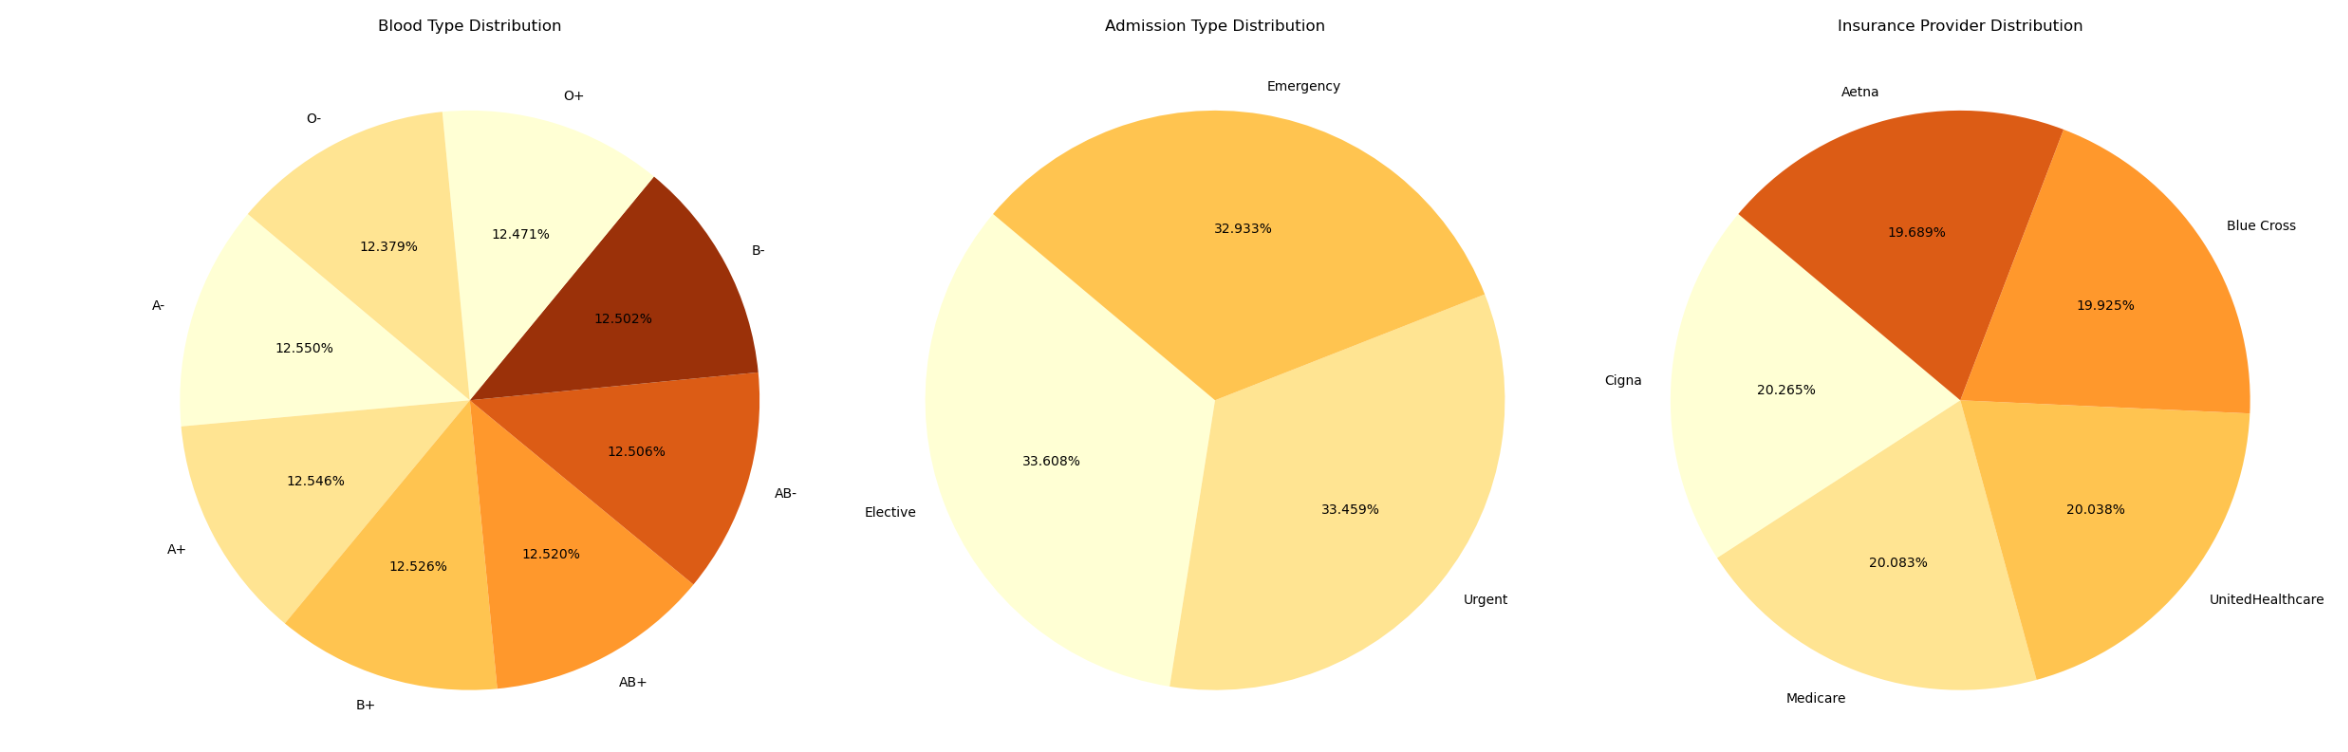 Blood Type Distribution
O+
O-
B-
12.471%
12.379%
A-
12.502%
12.550%
12.506%
12.546%
AB-
A+
12.520%
12.526%
AB+
B+
Admission Type Distribution
Emergency
32.933%
33.608%
Elective
33.459%
Urgent
Insurance Provider Distribution
Aetna
Blue Cross
19.689%
19.925%
Cigna
20.265%
20.038%
20.083%
UnitedHealthcare
Medicare